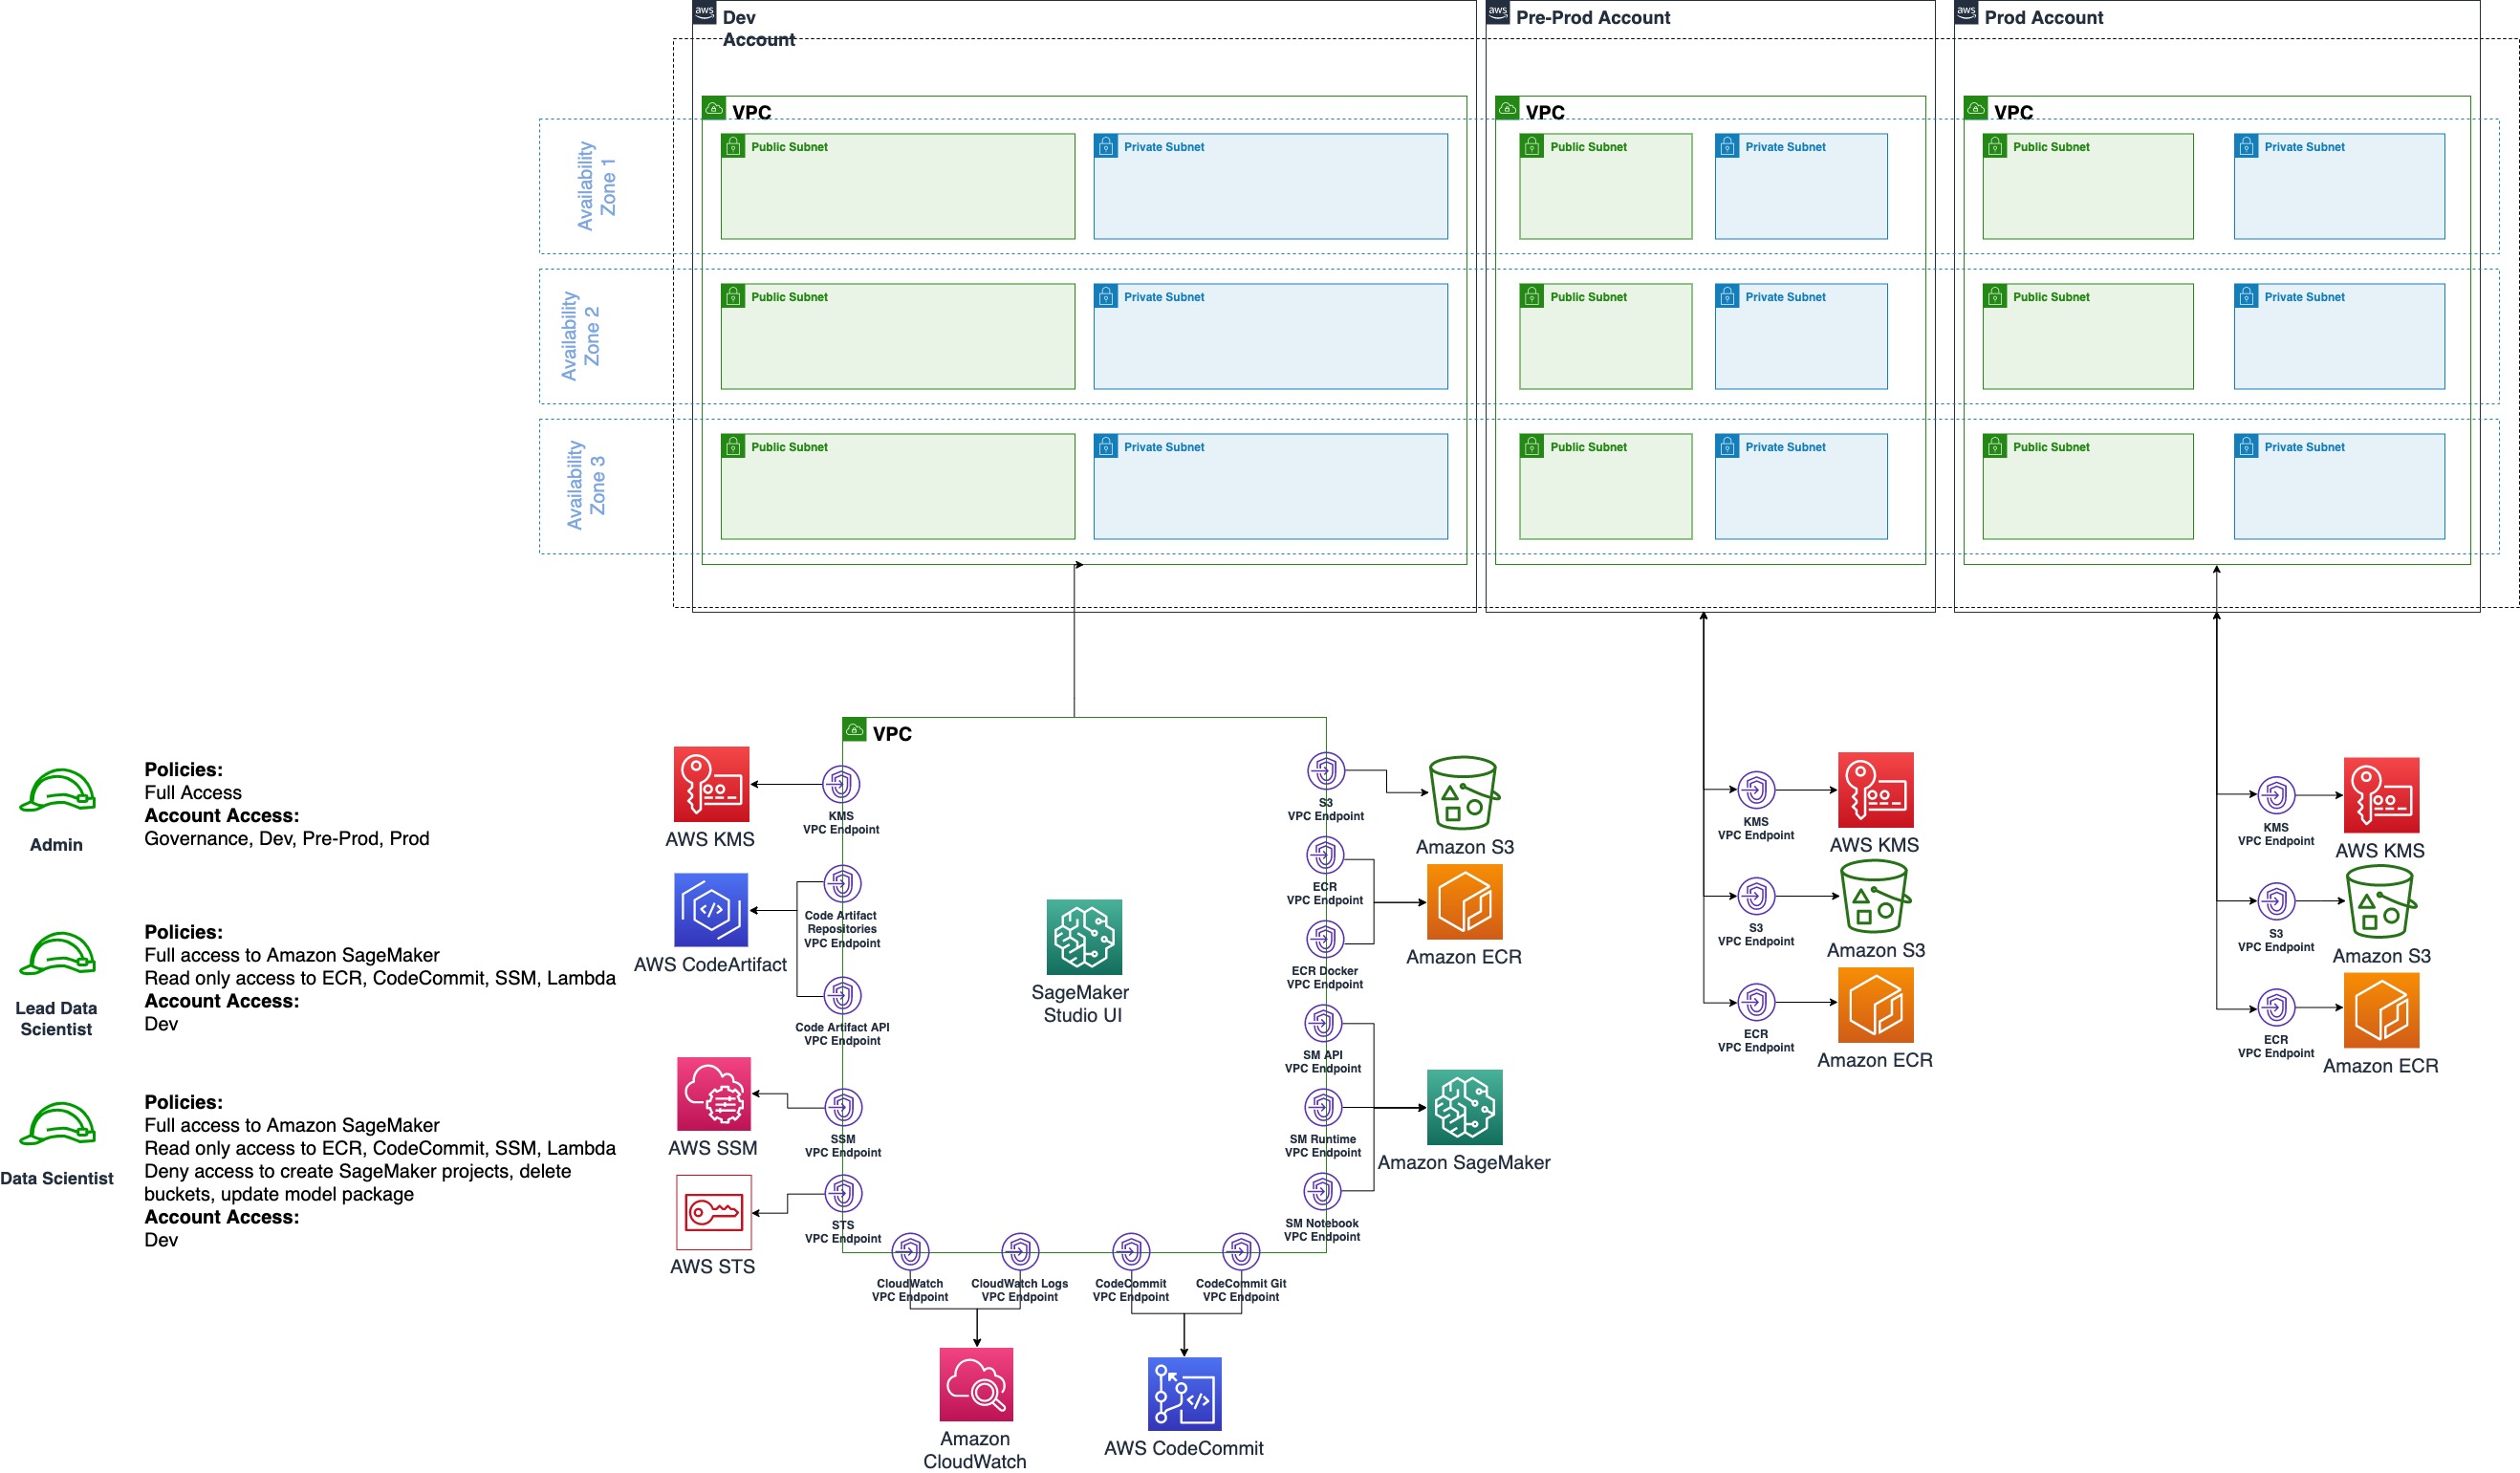 aws
Dev
Account
aws
Pre-Prod Account
aws
Prod Account
VPC
VPC
VPC
Availability
Zone 1
Public Subnet
Private Subnet
Public Subnet
Private Subnet
Public Subnet
Private Subnet
Availability
Zone 2
Public Subnet
Private Subnet
Public Subnet
Private Subnet
Public Subnet
Private Subnet
Availability
Zone 3
Public Subnet
Private Subnet
Public Subnet
Private Subnet
Public Subnet
Private Subnet
Admin
Policies:
Full Access
Account Access:
Governance, Dev, Pre-Prod, Prod
Lead Data
Scientist
Policies:
Full access to Amazon SageMaker
Read only access to ECR, CodeCommit, SSM, Lambda
Account Access:
Dev
Data Scientist
Policies:
Full access to Amazon SageMaker
Read only access to ECR, CodeCommit, SSM, Lambda
Deny access to create SageMaker projects, delete
buckets, update model package
Account Access:
Dev
VPC
AWS KMS
KMS
VPC Endpoint
AWS CodeArtifact
Code Artifact
Repositories
VPC Endpoint
Code Artifact API
VPC Endpoint
AWS SSM
SSM
VPC Endpoint
AWS STS
STS
VPC Endpoint
SageMaker
Studio UI
S3
VPC Endpoint
Amazon S3
ECR
VPC Endpoint
ECR Docker
VPC Endpoint
Amazon ECR
SM API
VPC Endpoint
SM Runtime
VPC Endpoint
SM Notebook
VPC Endpoint
Amazon SageMaker
CloudWatch
VPC Endpoint
CloudWatch Logs
VPC Endpoint
CodeCommit
VPC Endpoint
CodeCommit Git
VPC Endpoint
Amazon
CloudWatch
AWS CodeCommit
KMS
VPC Endpoint
AWS KMS
S3
VPC Endpoint
Amazon S3
ECR
VPC Endpoint
Amazon ECR
KMS
VPC Endpoint
AWS KMS
S3
VPC Endpoint
Amazon S3
ECR
VPC Endpoint
Amazon ECR